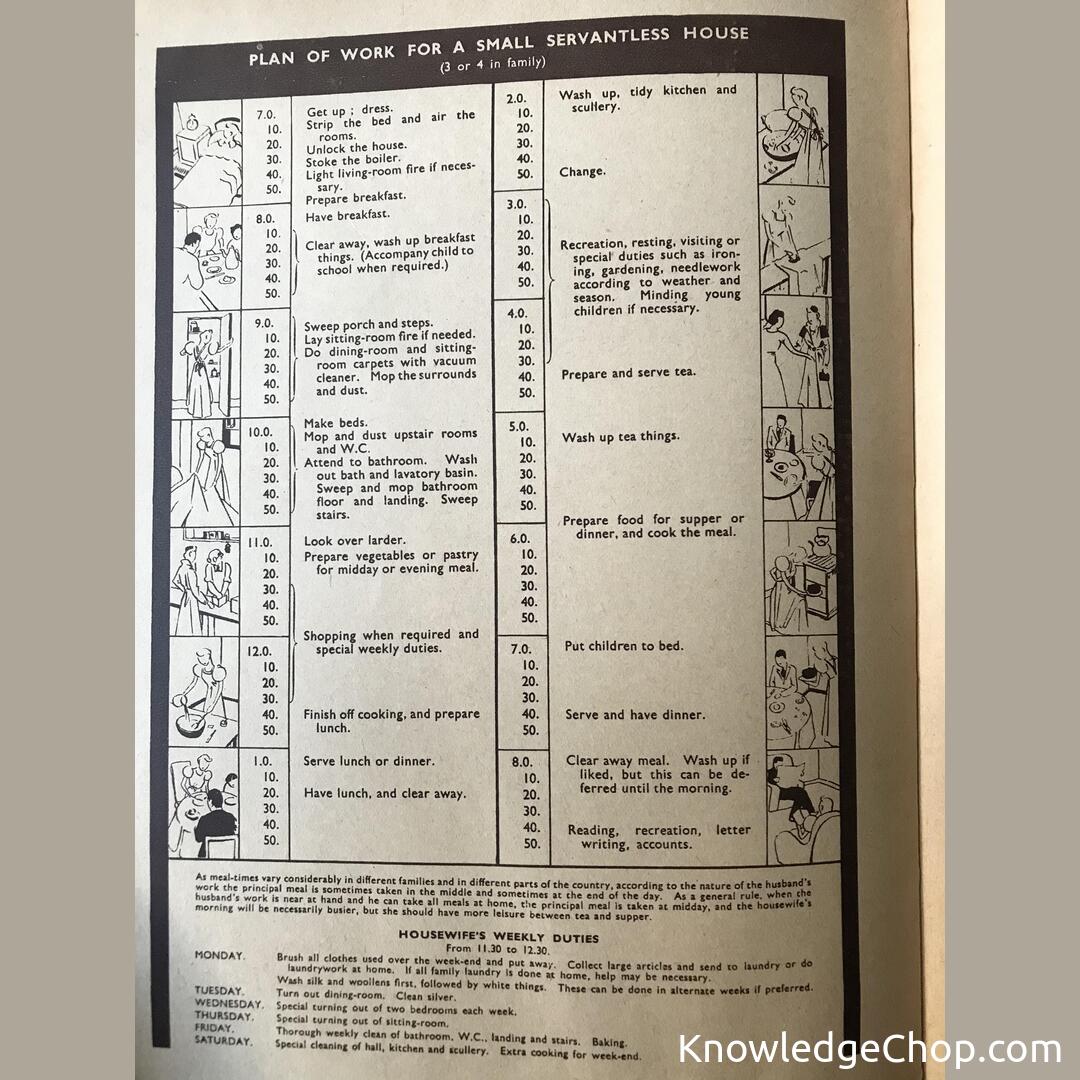 PLAN OF WORK FOR A SMALL SERVANTLESS HOUSE
(3 or 4 in family)
7.0.
10.
20.
30.
40.
50.
Get up ; dress.
Strip the bed and air the
rooms.
Unlock the house.
Stoke the boiler.
Light living-room fire if neces-
sary.
Prepare breakfast.
8.0.
10.
20.
30.
40.
50.
Have breakfast.
Clear away, wash up breakfast
things. (Accompany child to
school when required.)
9.0.
10.
20.
30.
40.
50.
Sweep porch and steps.
Lay sitting-room fire if needed.
Do dining-room and sitting-
room carpets with vacuum
cleaner. Mop the surrounds
and dust.
10.0.
10.
20.
30.
40.
50.
Make beds.
Mop and dust upstair rooms
and W.C.
Attend to bathroom. Wash
out bath and lavatory basin.
Sweep and mop bathroom
floor and landing. Sweep
stairs.
11.0.
10.
20.
30.
40.
50.
Look over larder.
Prepare vegetables or pastry
for midday or evening meal.
Shopping when required and
special weekly duties.
12.0.
10.
20.
30.
40.
50.
Finish off cooking, and prepare
lunch.
1.0.
10.
20.
30.
40.
50.
Serve lunch or dinner.
Have lunch, and clear away.
2.0.
10.
20.
30.
40.
50.
Wash up, tidy kitchen and
scullery.
Change.
3.0.
10.
20.
30.
40.
50.
Recreation, resting, visiting or
special duties such as iron-
ing, gardening, needlework
according to weather and
season. Minding young
children if necessary.
4.0.
10.
20.
30.
40.
50.
Prepare and serve tea.
5.0.
10.
20.
30.
40.
50.
Wash up tea things.
Prepare food for supper or
dinner, and cook the meal.
6.0.
10.
20.
30.
40.
50.
7.0.
10.
20.
30.
40.
50.
Put children to bed.
Serve and have dinner.
8.0.
10.
20.
30.
40.
50.
Clear away meal. Wash up if
liked, but this can be de-
ferred until the morning.
Reading, recreation, letter
writing, accounts.
As meal-times vary considerably in different families and in different parts of the country, according to the nature of the husband's
work the principal meal is sometimes taken in the middle and sometimes at the end of the day. As a general rule, when the
husband's work is near at hand and he can take all meals at home, the principal meal is taken at midday, and the housewife's
morning will be necessarily busier, but she should have more leisure between tea and supper.
HOUSEWIFE'S WEEKLY DUTIES
From 11.30 to 12.30.
MONDAY. Brush all clothes used over the week-end and put away. Collect large articles and send to laundry or do
laundrywork at home. If all family laundry is done at home, help may be necessary.
Wash silk and woollens first, followed by white things. These can be done in alternate weeks if preferred.
TUESDAY. Turn out dining-room. Clean silver.
WEDNESDAY. Special turning out of two bedrooms each week.
THURSDAY. Special turning out of sitting-room.
FRIDAY. Thorough weekly clean of bathroom, W.C., landing and stairs. Baking.
SATURDAY. Special cleaning of hall, kitchen and scullery. Extra cooking for week-end.
KnowledgeChop.com